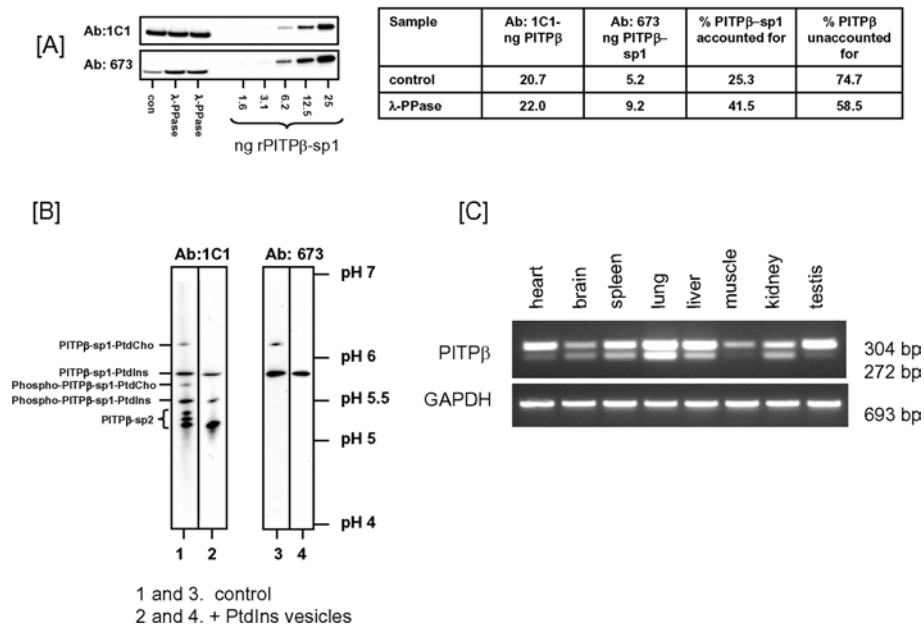 [A]
Ab:1C1
Ab: 673
con
λ-PPase
λ-PPase
1.6
3.1
6.2
12.5
25
ng rPITPβ-sp1
Sample
Ab: 1C1-
ng PITPβ
Ab: 673
ng PITPβ–
sp1
% PITPβ–sp1
accounted for
% PITPβ
unaccounted
for
control
20.7
5.2
25.3
74.7
λ-PPase
22.0
9.2
41.5
58.5
[B]
Ab:1C1
Ab: 673
pH 7
PITPβ-sp1-PtdCho
pH 6
PITPβ-sp1-PtdIns
Phospho-PITPβ-sp1-PtdCho
Phospho-PITPβ-sp1-PtdIns
pH 5.5
PITPβ-sp2
pH 5
pH 4
1
2
3
4
1 and 3. control
2 and 4. + PtdIns vesicles
[C]
heart
brain
spleen
lung
liver
muscle
kidney
testis
PITPβ
304 bp
272 bp
GAPDH
693 bp